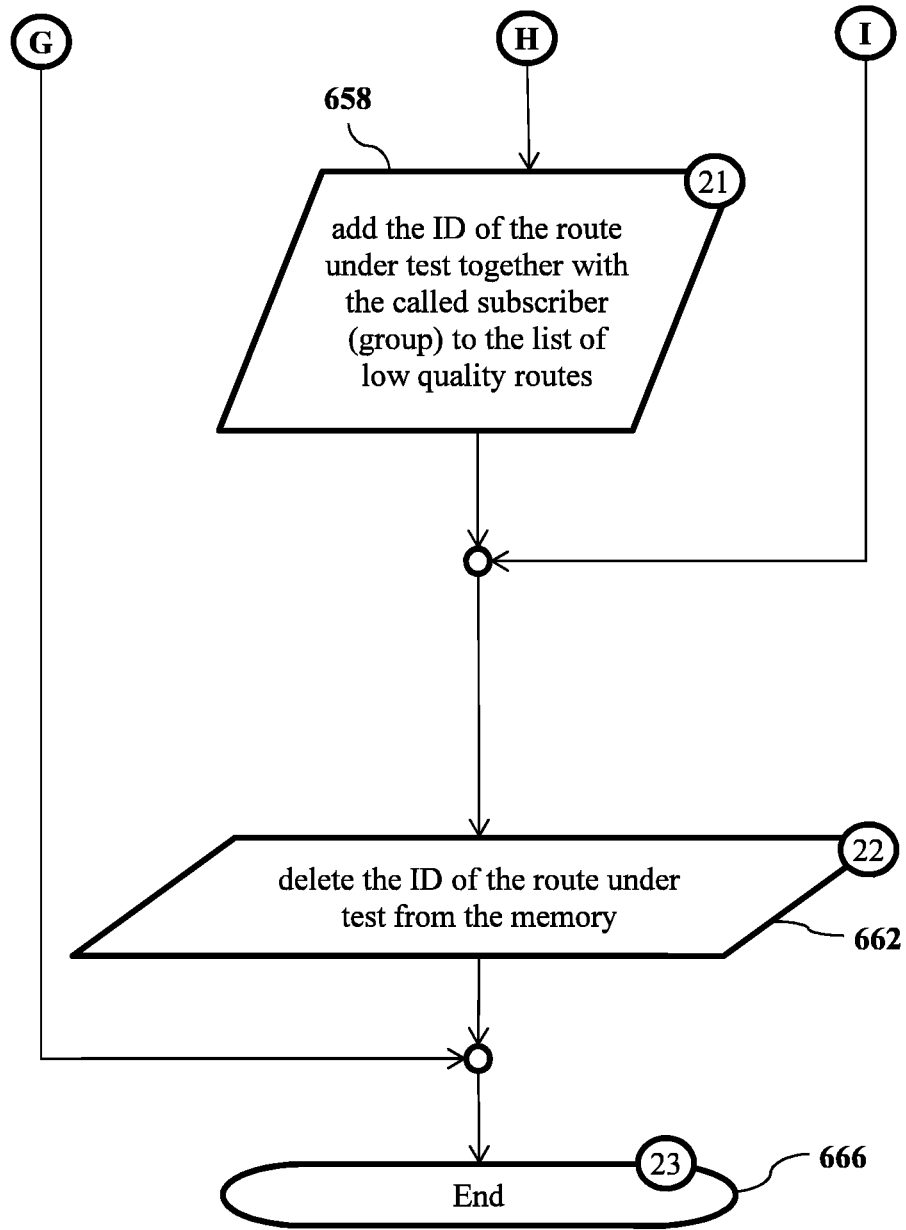 G
H
I
658
21
add the ID of the route
under test together with
the called subscriber
(group) to the list of
low quality routes
22
delete the ID of the route under
test from the memory
662
23
666
End